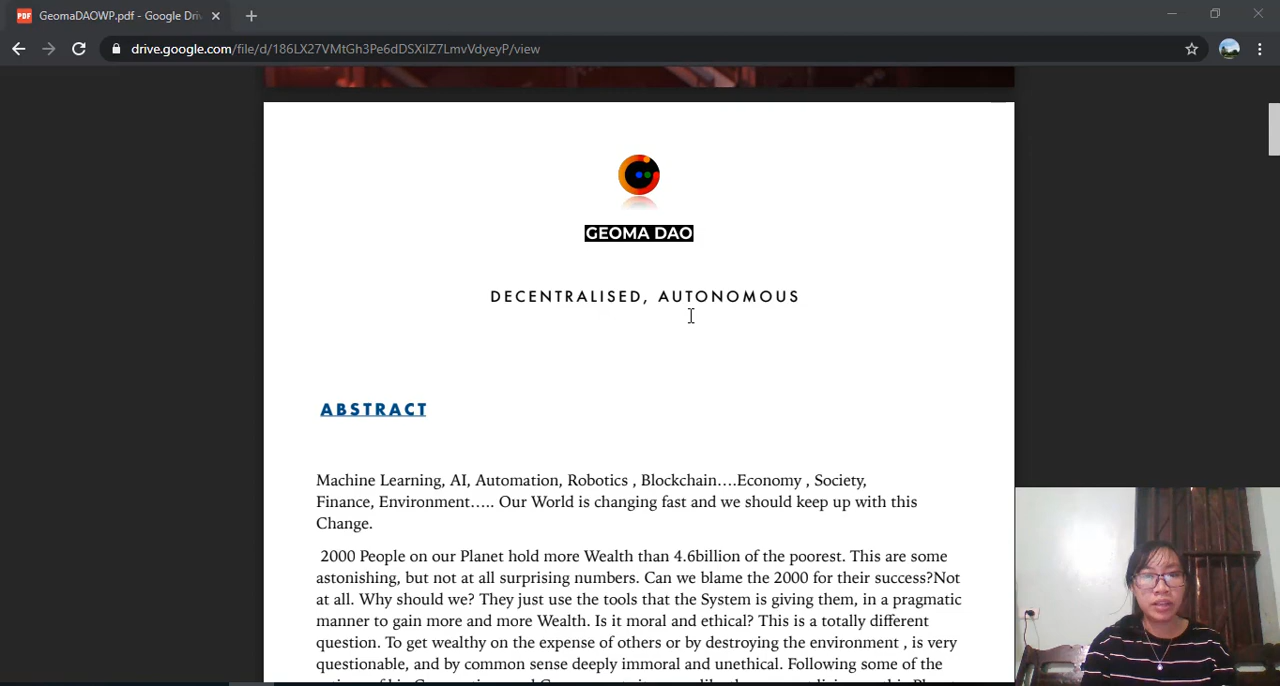 GeomaDAOWP.pdf - Google Driv
drive.google.com/file/d/186LX27VMtGh3Pe6dDSXiIZ7LmvVdyeyP/view
GEOMA DAO
DECENTRALISED, AUTONOMOUS
ABSTRACT
Machine Learning, AI, Automation, Robotics , Blockchain….Economy , Society,
Finance, Environment….. Our World is changing fast and we should keep up with this
Change.
2000 People on our Planet hold more Wealth than 4.6billion of the poorest. This are some
astonishing, but not at all surprising numbers. Can we blame the 2000 for their success?Not
at all. Why should we? They just use the tools that the System is giving them, in a pragmatic
manner to gain more and more Wealth. Is it moral and ethical? This is a totally different
question. To get wealthy on the expense of others or by destroying the environment , is very
questionable, and by common sense deeply immoral and unethical. Following some of the